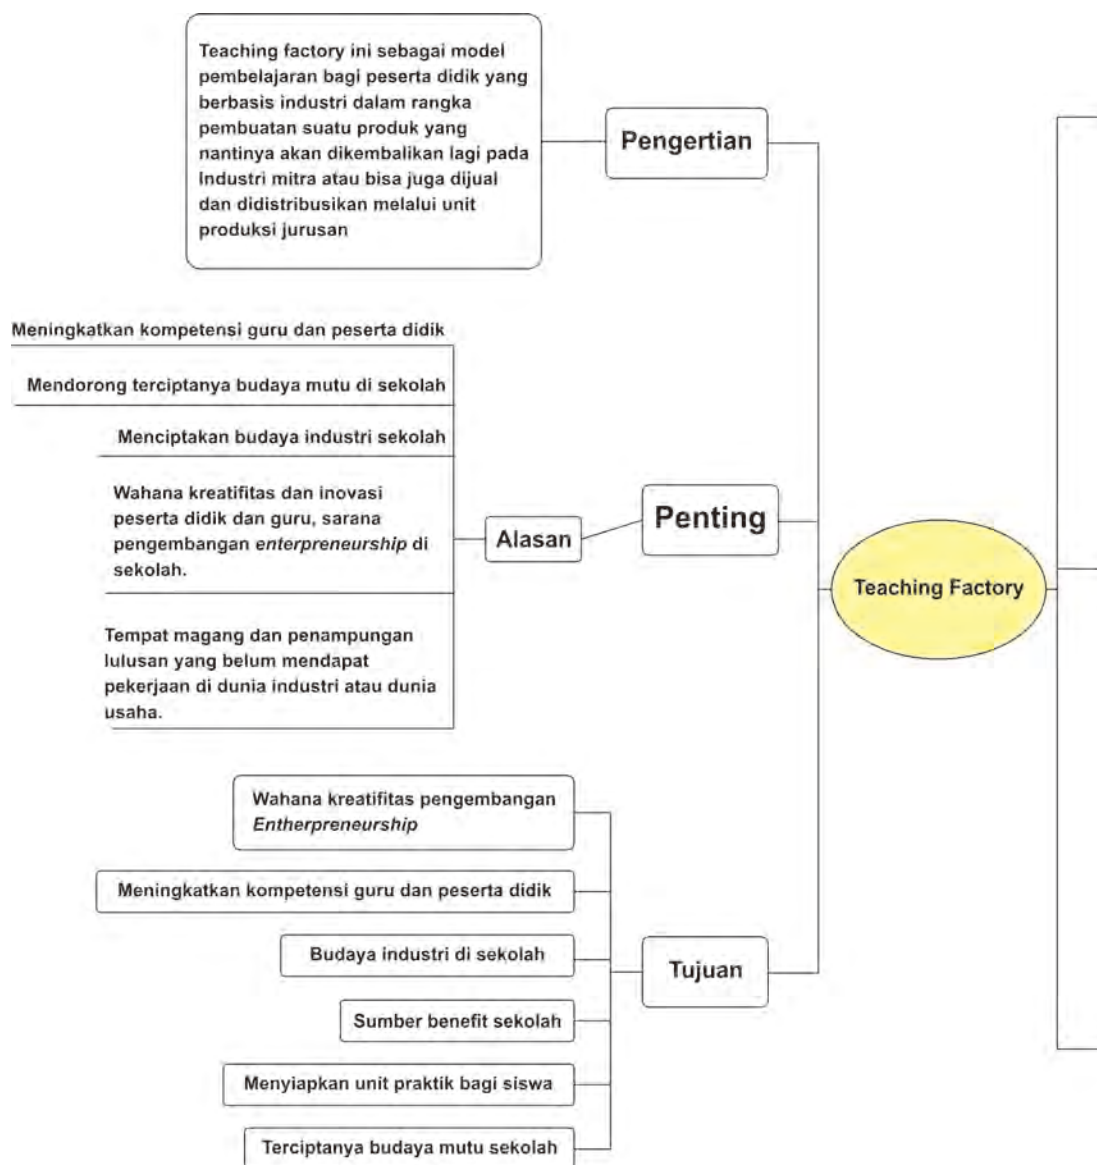 Teaching factory ini sebagai model
pembelajaran bagi peserta didik yang
berbasis industri dalam rangka
pembuatan suatu produk yang
nantinya akan dikembalikan lagi pada
Industri mitra atau bisa juga dijual
dan didistribusikan melalui unit
produksi jurusan
Pengertian
Meningkatkan kompetensi guru dan peserta didik
Mendorong terciptanya budaya mutu di sekolah
Menciptakan budaya industri sekolah
Wahana kreatifitas dan inovasi
peserta didik dan guru, sarana
pengembangan enterpreneurship di
sekolah.
Tempat magang dan penampungan
lulusan yang belum mendapat
pekerjaan di dunia industri atau dunia
usaha.
Alasan
Penting
Teaching Factory
Wahana kreatifitas pengembangan
Entherpreneurship
Meningkatkan kompetensi guru dan peserta didik
Budaya industri di sekolah
Sumber benefit sekolah
Menyiapkan unit praktik bagi siswa
Terciptanya budaya mutu sekolah
Tujuan